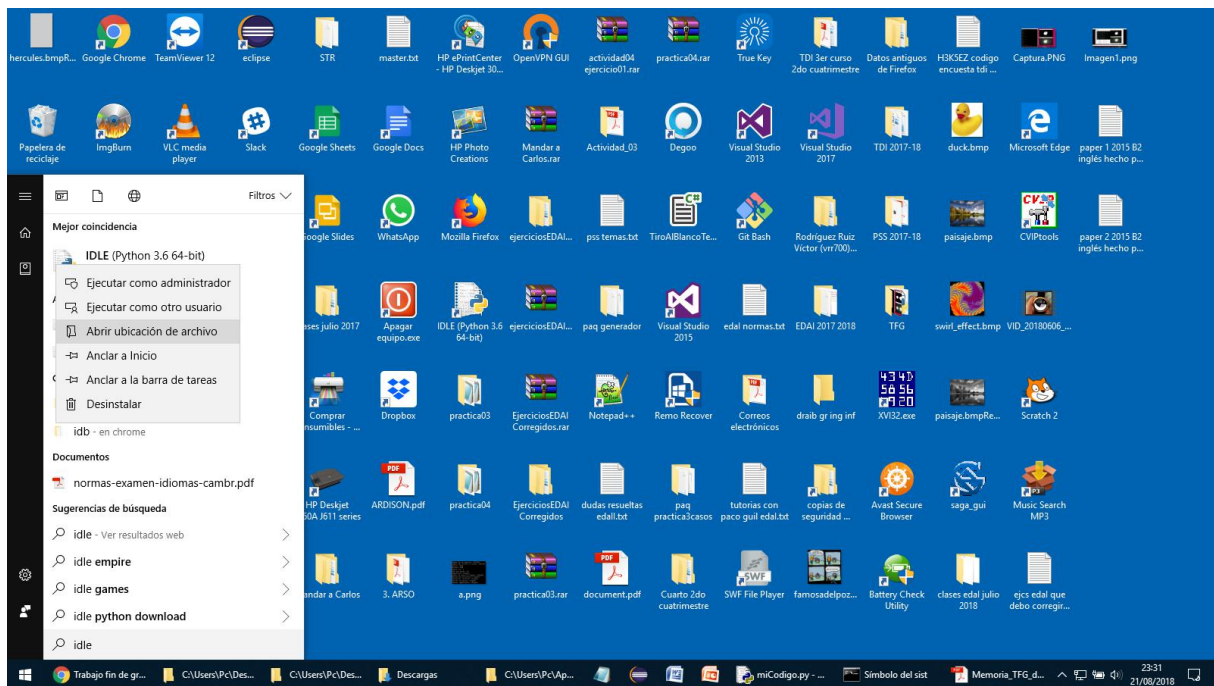 hercules.bmpR... Google Chrome TeamViewer 12 eclipse STR master.txt HP ePrintCenter - HP Deskjet 30... OpenVPN GUI actividad04 ejercicio01.rar practica04.rar True Key TDI 3er curso 2do cuatrimestre Datos antiguos de Firefox H3K5EZ codigo encuesta tdi ... Captura.PNG Imagen1.png
Papelera de reciclaje ImgBurn VLC media player Slack Google Sheets Google Docs HP Photo Creations Mandar a Carlos.rar Actividad_03 Degoo Visual Studio 2013 Visual Studio 2017 TDI 2017-18 duck.bmp Microsoft Edge paper 1 2015 B2 inglés hecho p...
Filtros
Mejor coincidencia
IDLE (Python 3.6 64-bit)
Ejecutar como administrador
Ejecutar como otro usuario
Abrir ubicación de archivo
Anclar a Inicio
Anclar a la barra de tareas
Desinstalar
idb - en chrome
Documentos
normas-examen-idiomas-cambr.pdf
Sugerencias de búsqueda
idle - Ver resultados web
idle empire
idle games
idle python download
idle
Google Slides WhatsApp Mozilla Firefox ejerciciosEDAI... pss temas.txt TiroAlBlancoTe... Git Bash Rodríguez Ruiz Víctor (vrr700)... PSS 2017-18 paisaje.bmp CVIPtools paper 2 2015 B2 inglés hecho p...
ases julio 2017 Apagar equipo.exe IDLE (Python 3.6 64-bit) ejerciciosEDAI... paq generador Visual Studio 2015 edal normas.txt EDAI 2017 2018 TFG swirl_effect.bmp VID_20180606_...
Comprar nsumibles - ... Dropbox practica03 EjerciciosEDAI Corregidos.rar Notepad++ Remo Recover Correos electrónicos draib gr ing inf XVI32.exe paisaje.bmpRe... Scratch 2
HP Deskjet 50A J611 series ARDISON.pdf practica04 EjerciciosEDAI Corregidos dudas resueltas edall.txt paq practica3casos tutorias con paco guil edal.txt copias de seguridad ... Avast Secure Browser saga_gui Music Search MP3
andar a Carlos 3. ARSO a.png practica03.rar document.pdf Cuarto 2do cuatrimestre SWF File Player famosadelpoz... Battery Check Utility clases edal julio 2018 ejcs edal que debo corregir...
Trabajo fin de gr... C:\Users\Pc\Des... C:\Users\Pc\Des... Descargas C:\Users\Pc\Ap... miCodigo.py - ... Símbolo del sist Memoria_TFG_d... 23:31
21/08/2018